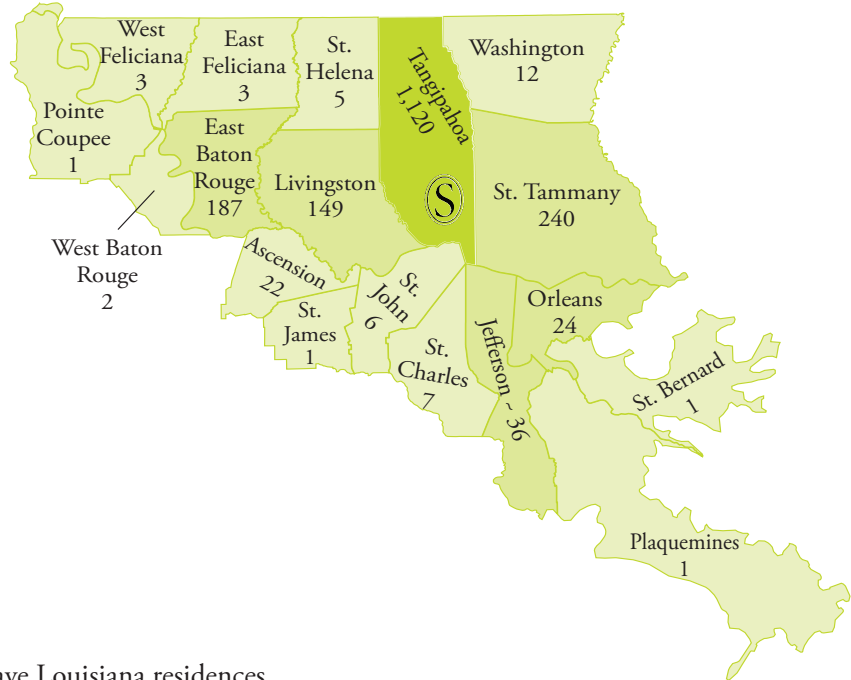 West
Feliciana
3
East
Feliciana
3
St.
Helena
5
Tangipahoa
1,120
Washington
12
Pointe
Coupee
1
East
Baton
Rouge
187
Livingston
149
S
St. Tammany
240
West Baton
Rouge
2
Ascension
22
St.
James
1
St.
John
6
St.
Charles
7
Jefferson ~ 36
Orleans
24
St. Bernard
1
Plaquemines
1
Louisiana residences